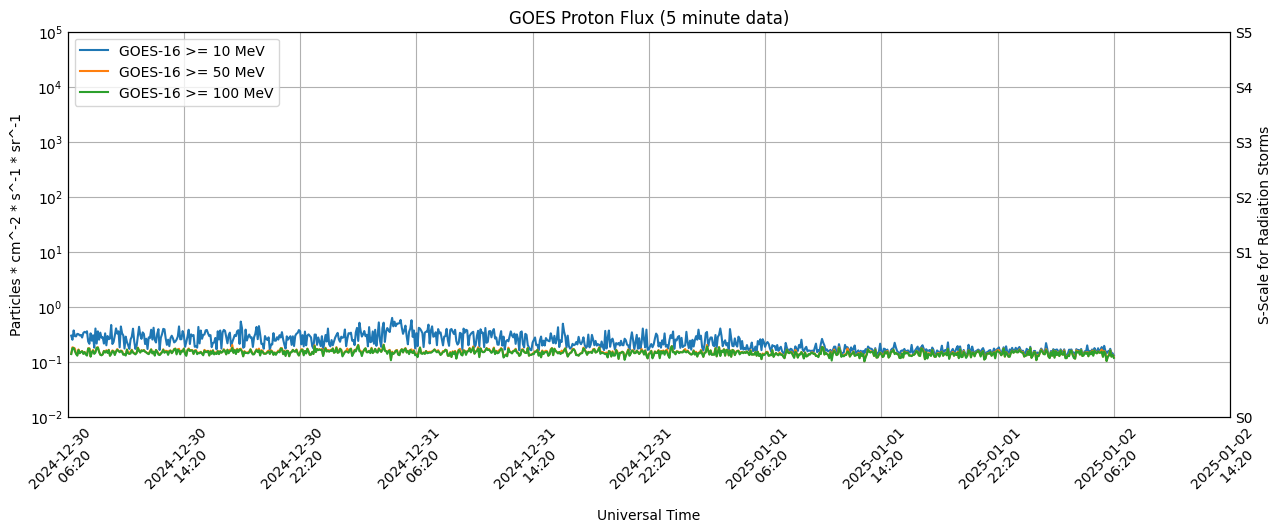 GOES Proton Flux (5 minute data)
GOES-16 >= 10 MeV
GOES-16 >= 50 MeV
GOES-16 >= 100 MeV
Particles * cm^-2 * s^-1 * sr^-1
10^5
10^4
10^3
10^2
10^1
10^0
10^-1
10^-2
S5
S4
S3
S2
S1
S0
S-Scale for Radiation Storms
2024-12-30
06:20
2024-12-30
14:20
2024-12-30
22:20
2024-12-31
06:20
2024-12-31
14:20
2024-12-31
22:20
2025-01-01
06:20
2025-01-01
14:20
2025-01-01
22:20
2025-01-02
06:20
2025-01-02
14:20
Universal Time